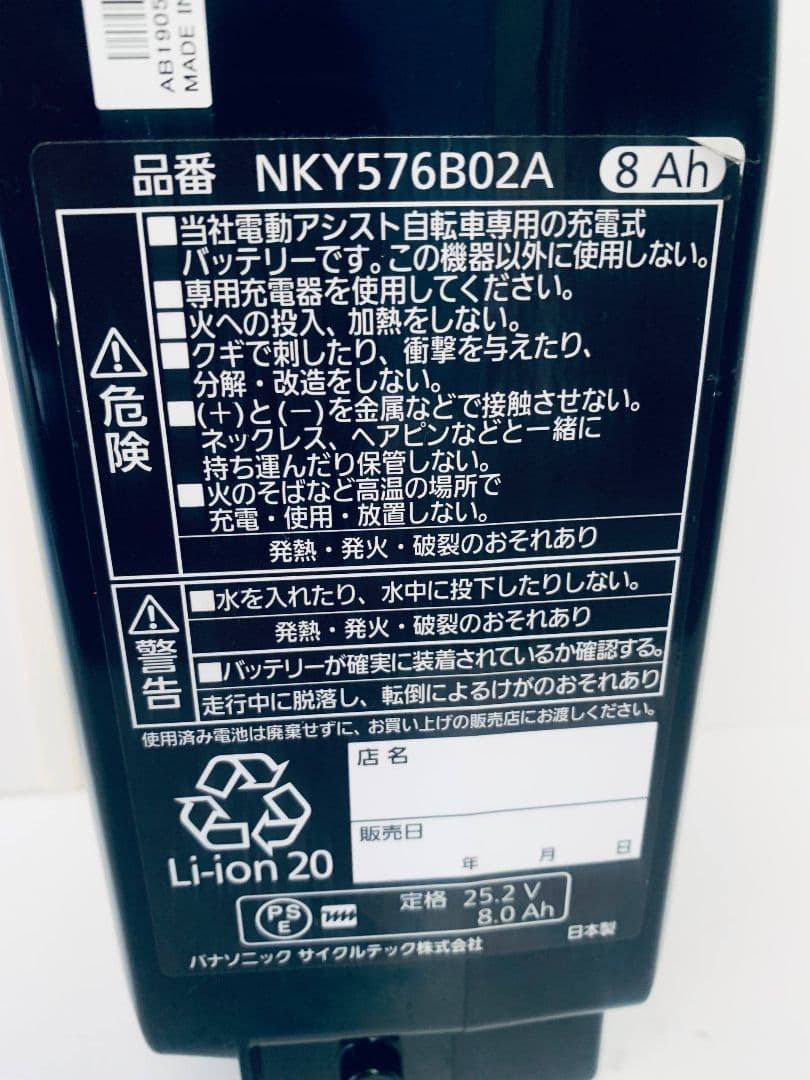 AB1905
MADE IN
品番 NKY576B02A 8 Ah
危険
■当社電動アシスト自転車専用の充電式
バッテリーです。この機器以外に使用しない。
■専用充電器を使用してください。
■火への投入、加熱をしない。
■クギで刺したり、衝撃を与えたり、
分解・改造をしない。
■(+)と(−)を金属などで接触させない。
ネックレス、ヘアピンなどと一緒に
持ち運んだり保管しない。
■火のそばなど高温の場所で
充電・使用・放置しない。
発熱・発火・破裂のおそれあり
警告
■水を入れたり、水中に投下したりしない。
発熱・発火・破裂のおそれあり
■バッテリーが確実に装着されているか確認する。
走行中に脱落し、転倒によるけがのおそれあり
使用済み電池は廃棄せずに、お買い上げの販売店にお渡しください。
店名
販売日
年 月 日
Li-ion 20
PS
E
定格 25.2 V
8.0 Ah
パナソニック サイクルテック株式会社
日本製